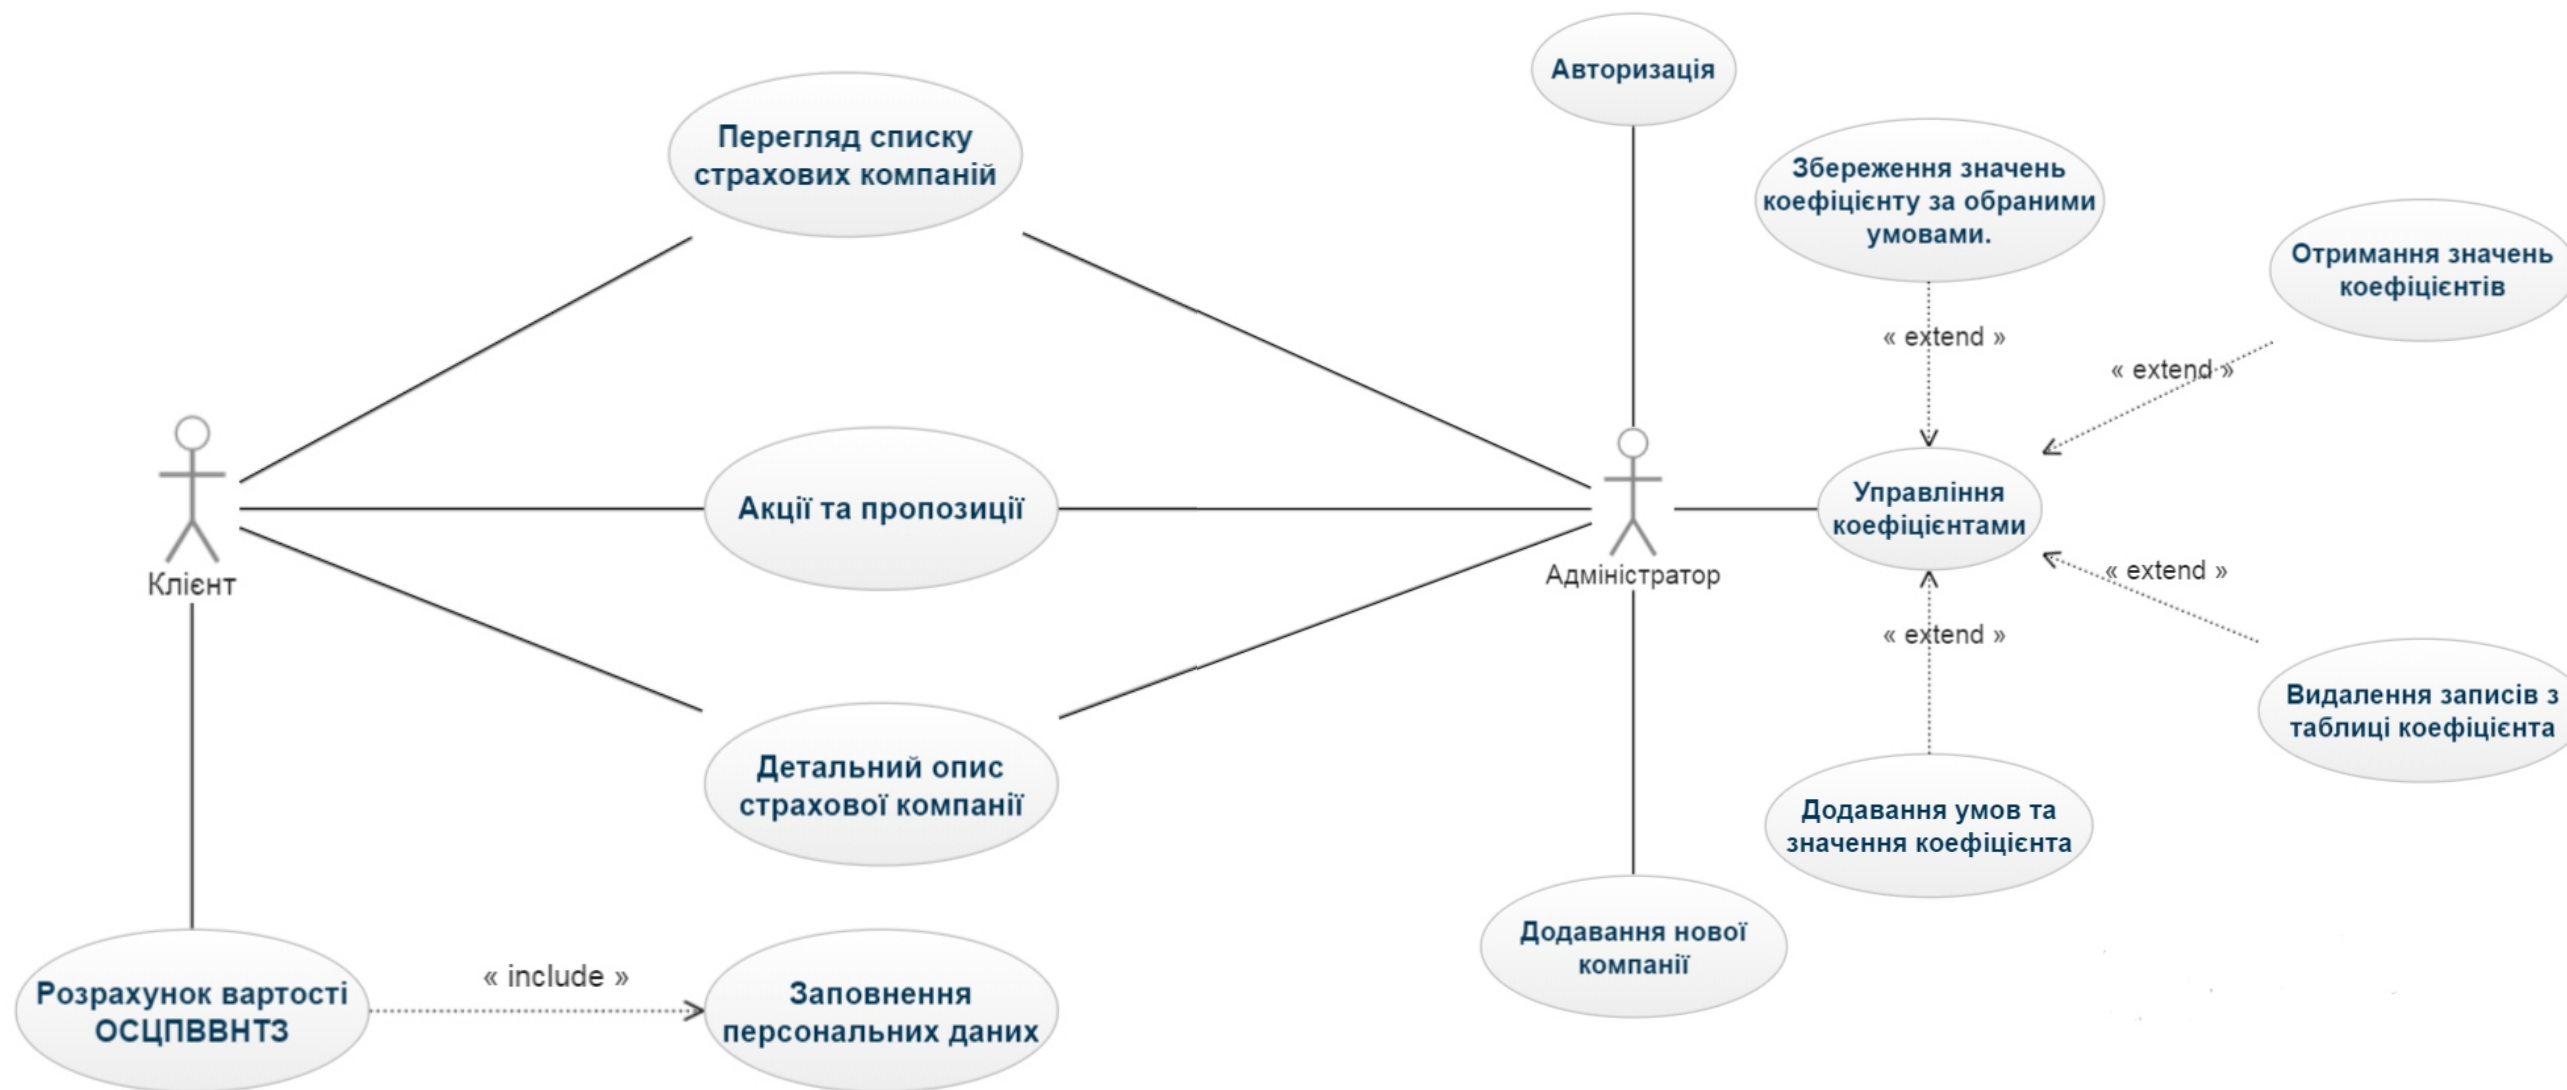 Авторизація
Перегляд списку
страхових компаній
Збереження значень
коефіцієнту за обраними
умовами.
Отримання значень
коефіцієнтів
« extend »
« extend »
Клієнт
Акції та пропозиції
Адміністратор
Управління
коефіцієнтами
« extend »
« extend »
Видалення записів з
таблиці коефіцієнта
Детальний опис
страхової компанії
Додавання умов та
значення коефіцієнта
Додавання нової
компанії
Розрахунок вартості
ОСЦПВВНТЗ
« include »
Заповнення
персональних даних